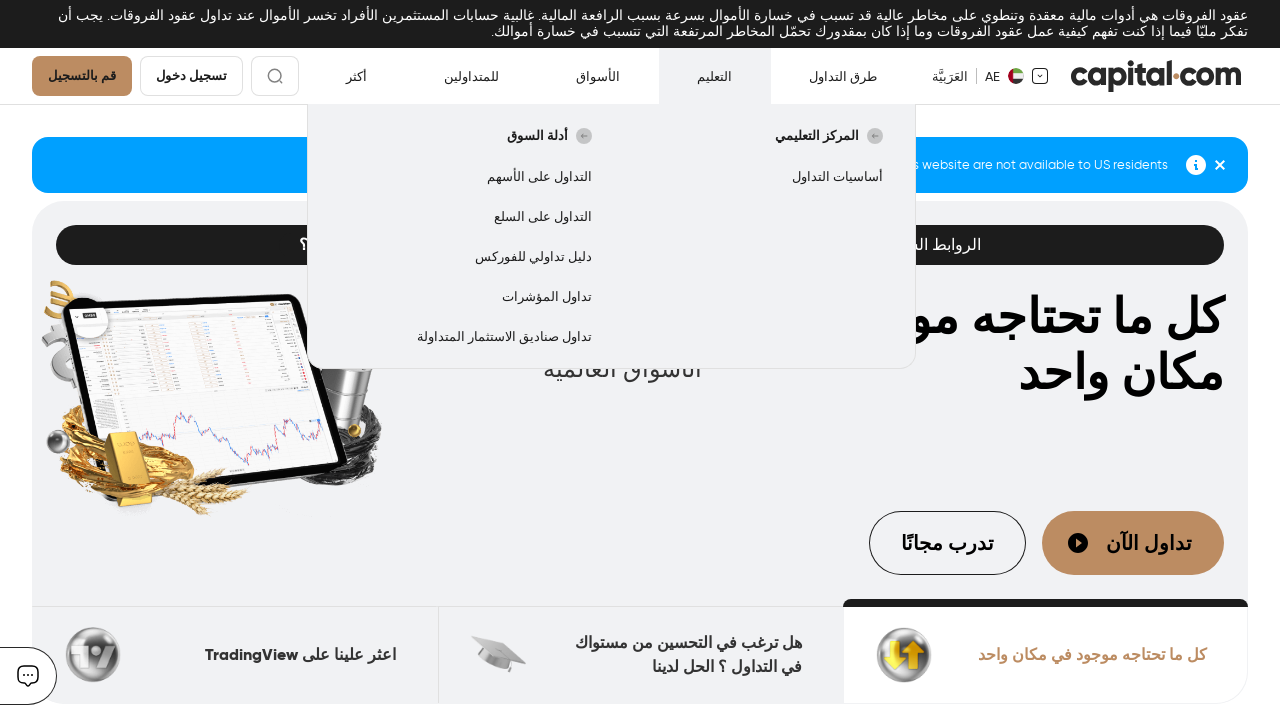 عقود الفروقات هي أدوات مالية معقدة وتنطوي على مخاطر عالية قد تسبب في خسارة الأموال بسرعة بسبب الرافعة المالية. غالبية حسابات المستثمرين الأفراد تخسر الأموال عند تداول عقود الفروقات. يجب أن
تفكر مليًا فيما إذا كنت تفهم كيفية عمل عقود الفروقات وما إذا كان بمقدورك تحمّل المخاطر المرتفعة التي تتسبب في خسارة أموالك.
capital.com
AE
العَرَبيَّة
طرق التداول
التعليم
الأسواق
للمتداولين
أكثر
تسجيل دخول
قم بالتسجيل
المركز التعليمي
أساسيات التداول
أدلة السوق
التداول على الأسهم
التداول على السلع
دليل تداولي للفوركس
تداول المؤشرات
تداول صناديق الاستثمار المتداولة
website are not available to US residents
الروابط
كل ما تحتاجه
مكان واحد
الأسواق العالمية
تداول الآن
تدرب مجانًا
كل ما تحتاجه موجود في مكان واحد
هل ترغب في التحسين من مستواك
في التداول ؟ الحل لدينا
اعثر علينا على TradingView